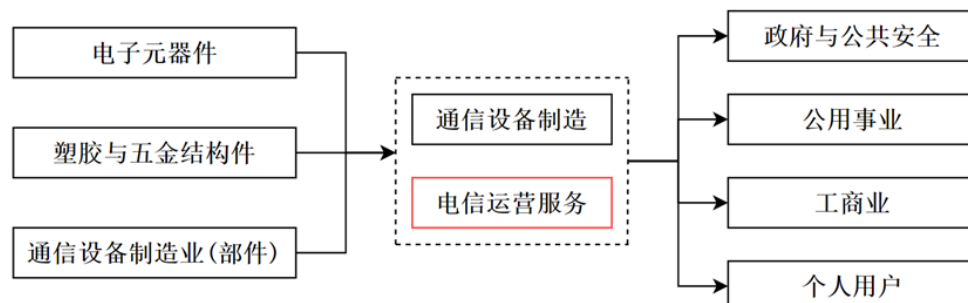 电子元器件
塑胶与五金结构件
通信设备制造业(部件)
通信设备制造
电信运营服务
政府与公共安全
公用事业
工商业
个人用户